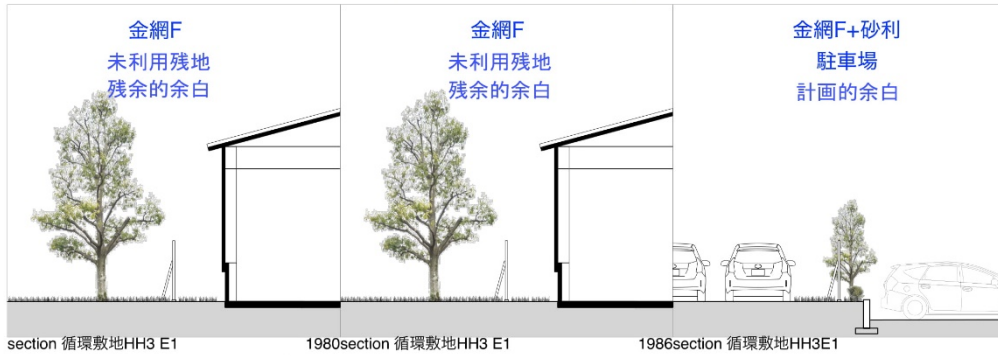 金網F
未利用残地
残余的余白
金網F
未利用残地
残余的余白
金網F+砂利
駐車場
計画的余白
section 循環敷地HH3 E1
1980section 循環敷地HH3 E1
1986section 循環敷地HH3E1